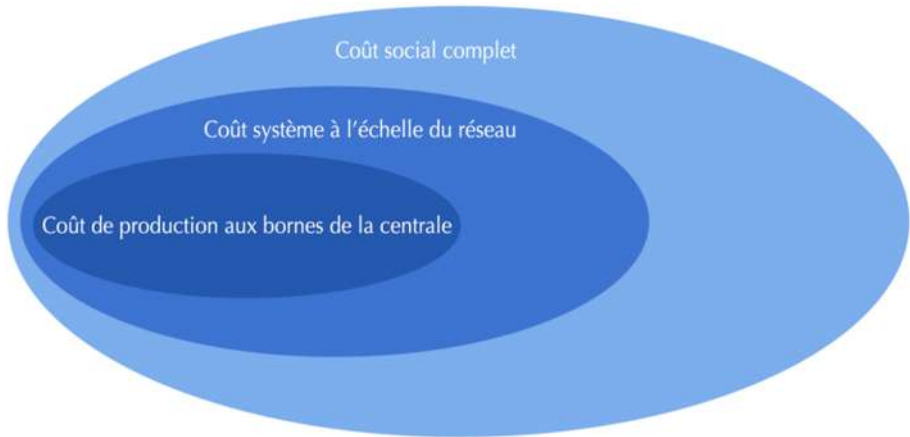 Coût social complet
Coût système à l'échelle du réseau
Coût de production aux bornes de la centrale